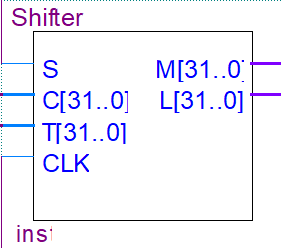 Shifter
S M[31..0]
C[31..0] L[31..0]
T[31..0]
CLK
inst